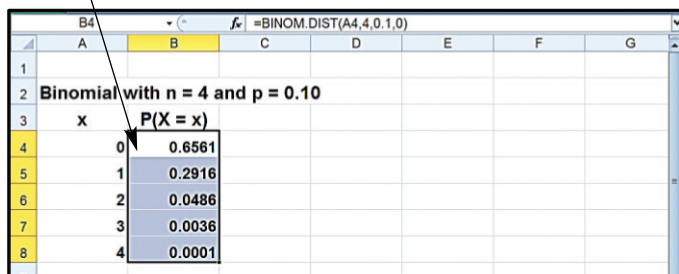 B4 fx =BINOM.DIST(A4,4,0.1,0)
A B C D E F G
1
2 Binomial with n = 4 and p = 0.10
3 x P(X = x)
4 0 0.6561
5 1 0.2916
6 2 0.0486
7 3 0.0036
8 4 0.0001